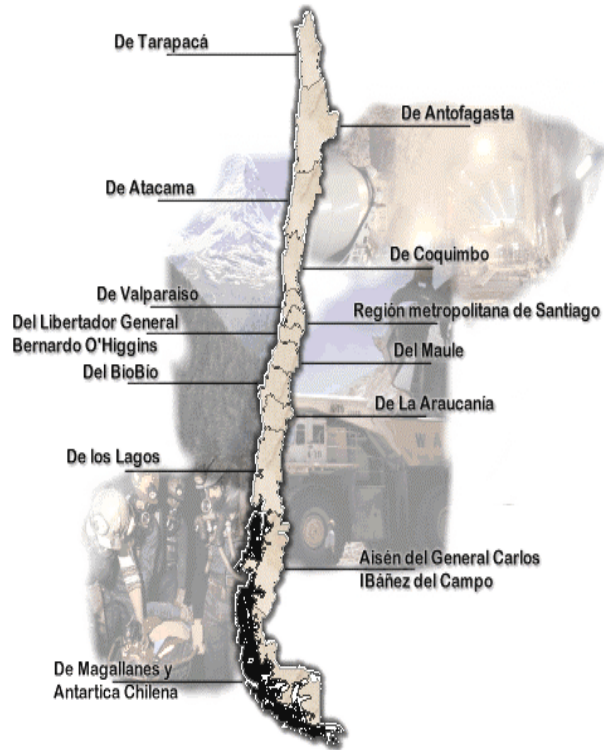 De Tarapacá
De Antofagasta
De Atacama
De Coquimbo
De Valparaiso
Región metropolitana de Santiago
Del Libertador General
Bernardo O'Higgins
Del Maule
Del BioBío
De La Araucanía
De los Lagos
Aisén del General Carlos
IBáñez del Campo
De Magallanes y
Antartica Chilena